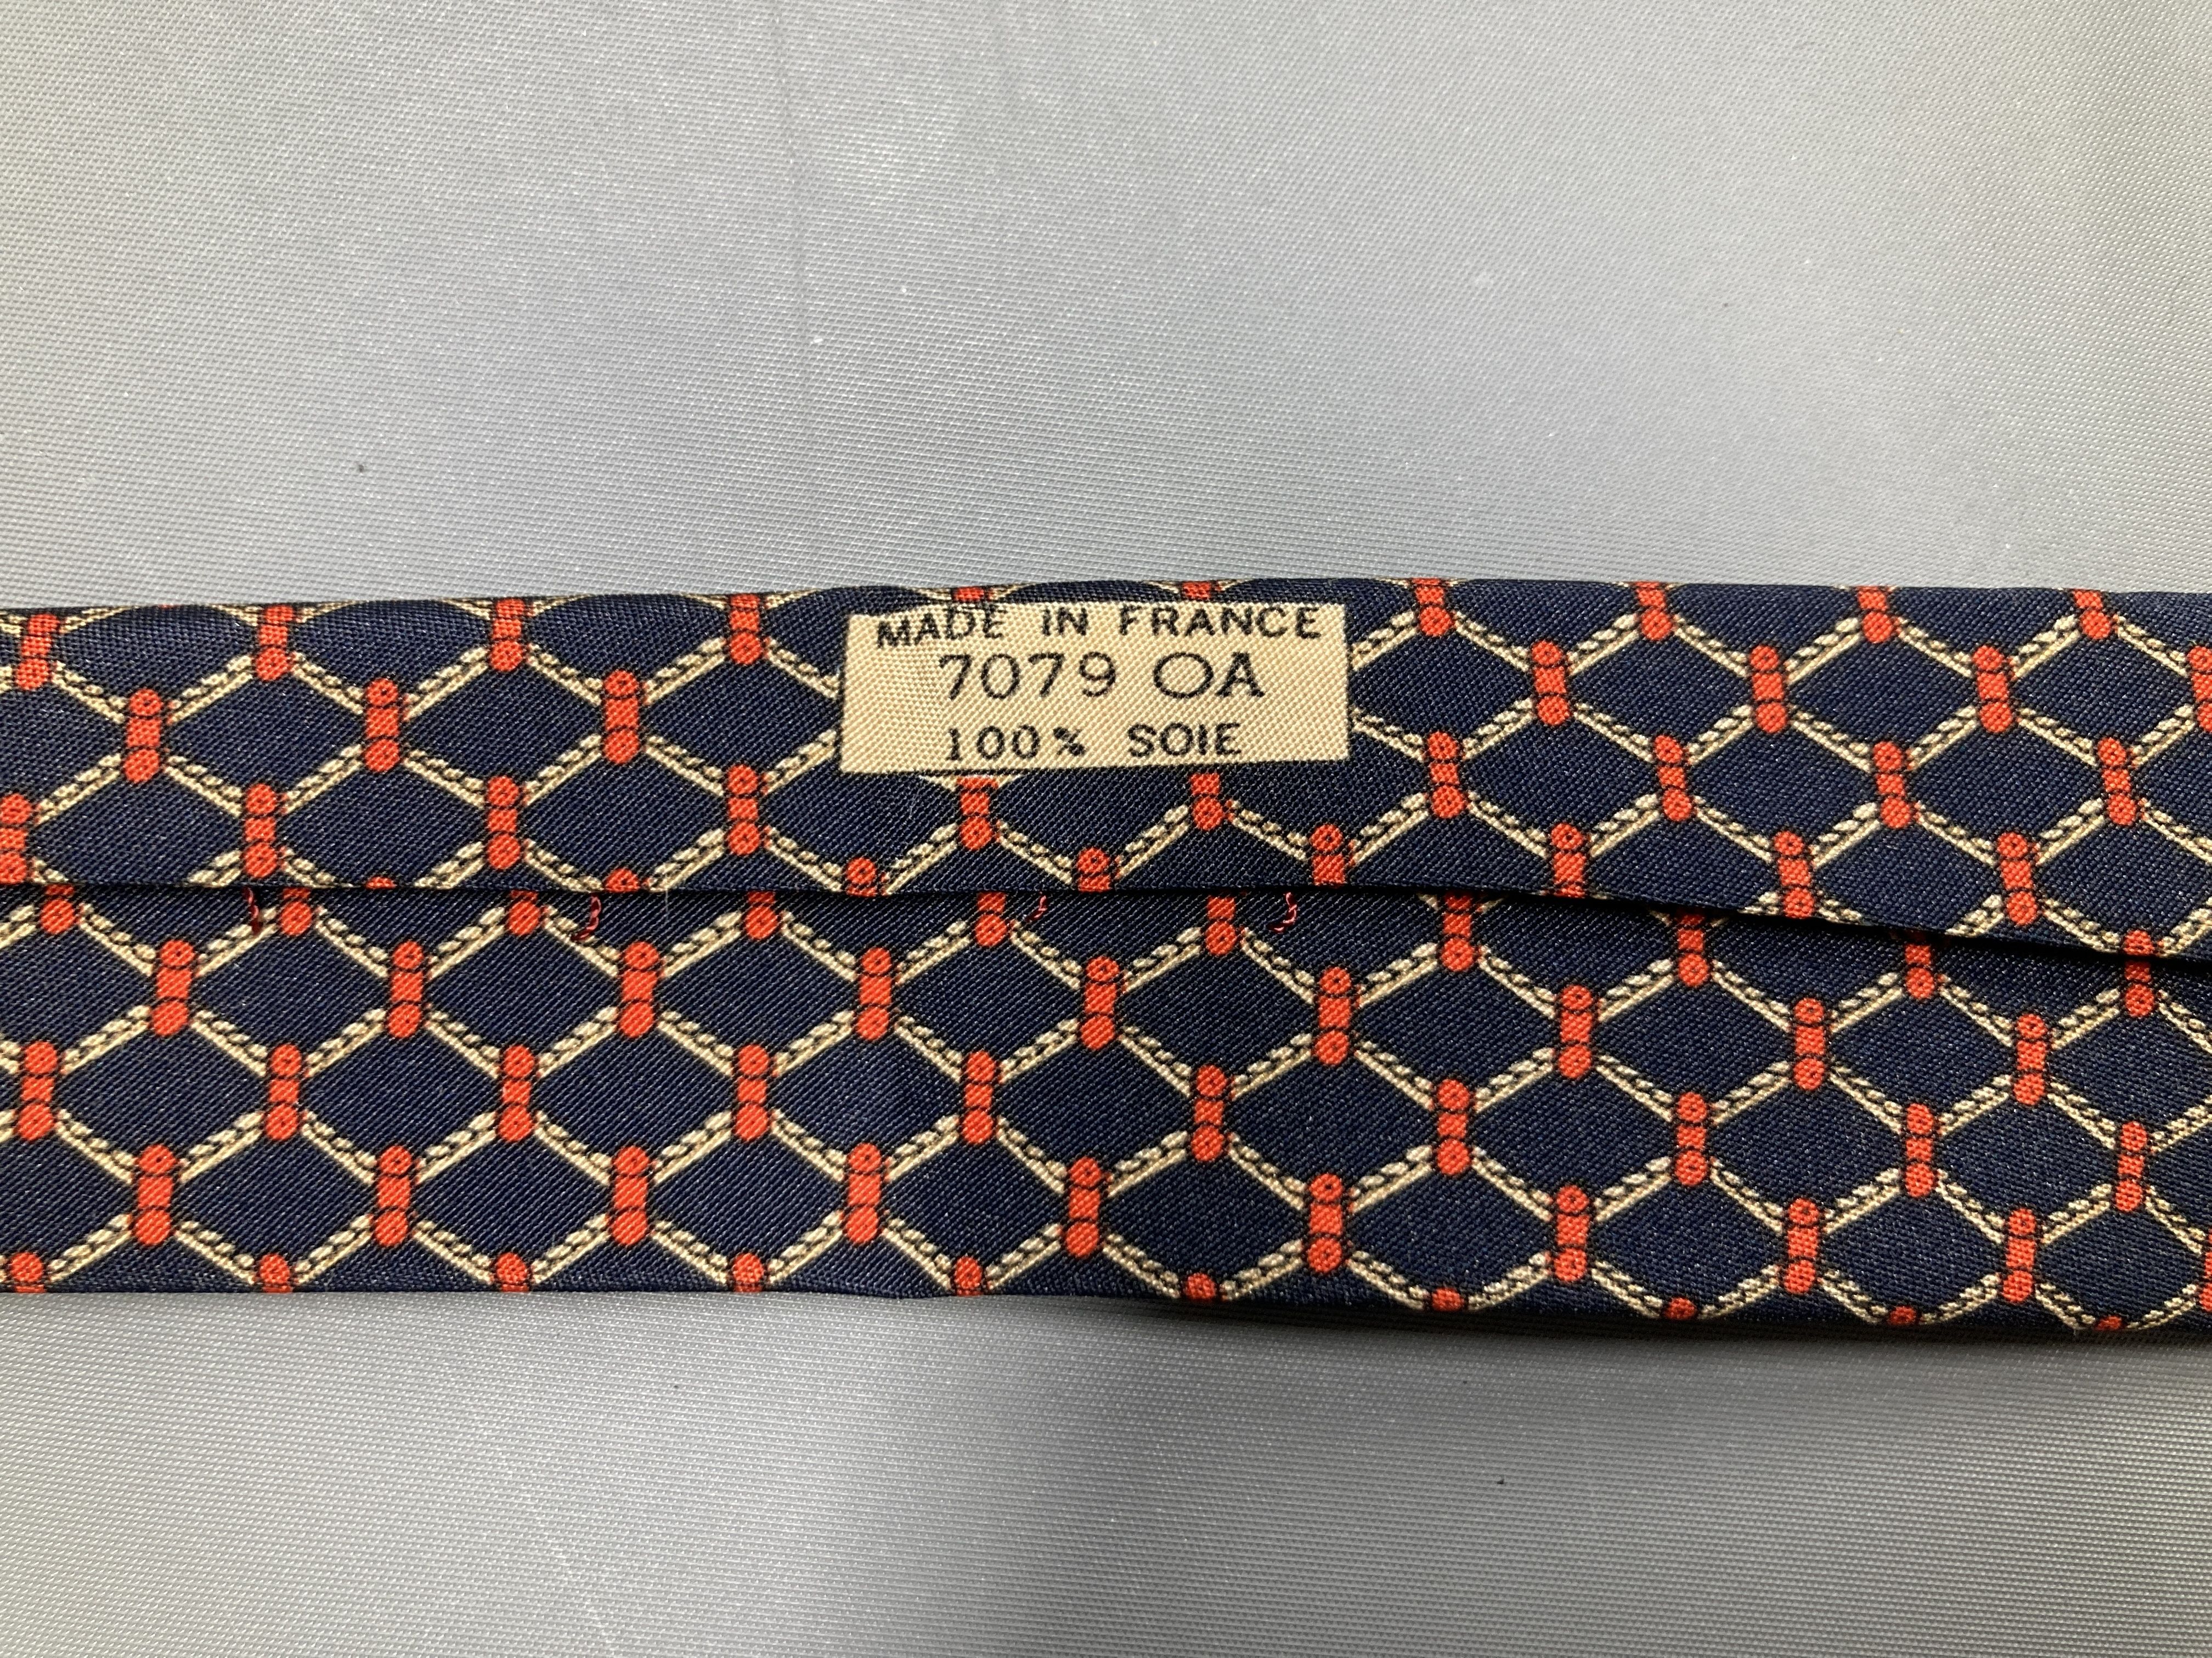 MADE IN FRANCE
7079 OA
100% SOIE